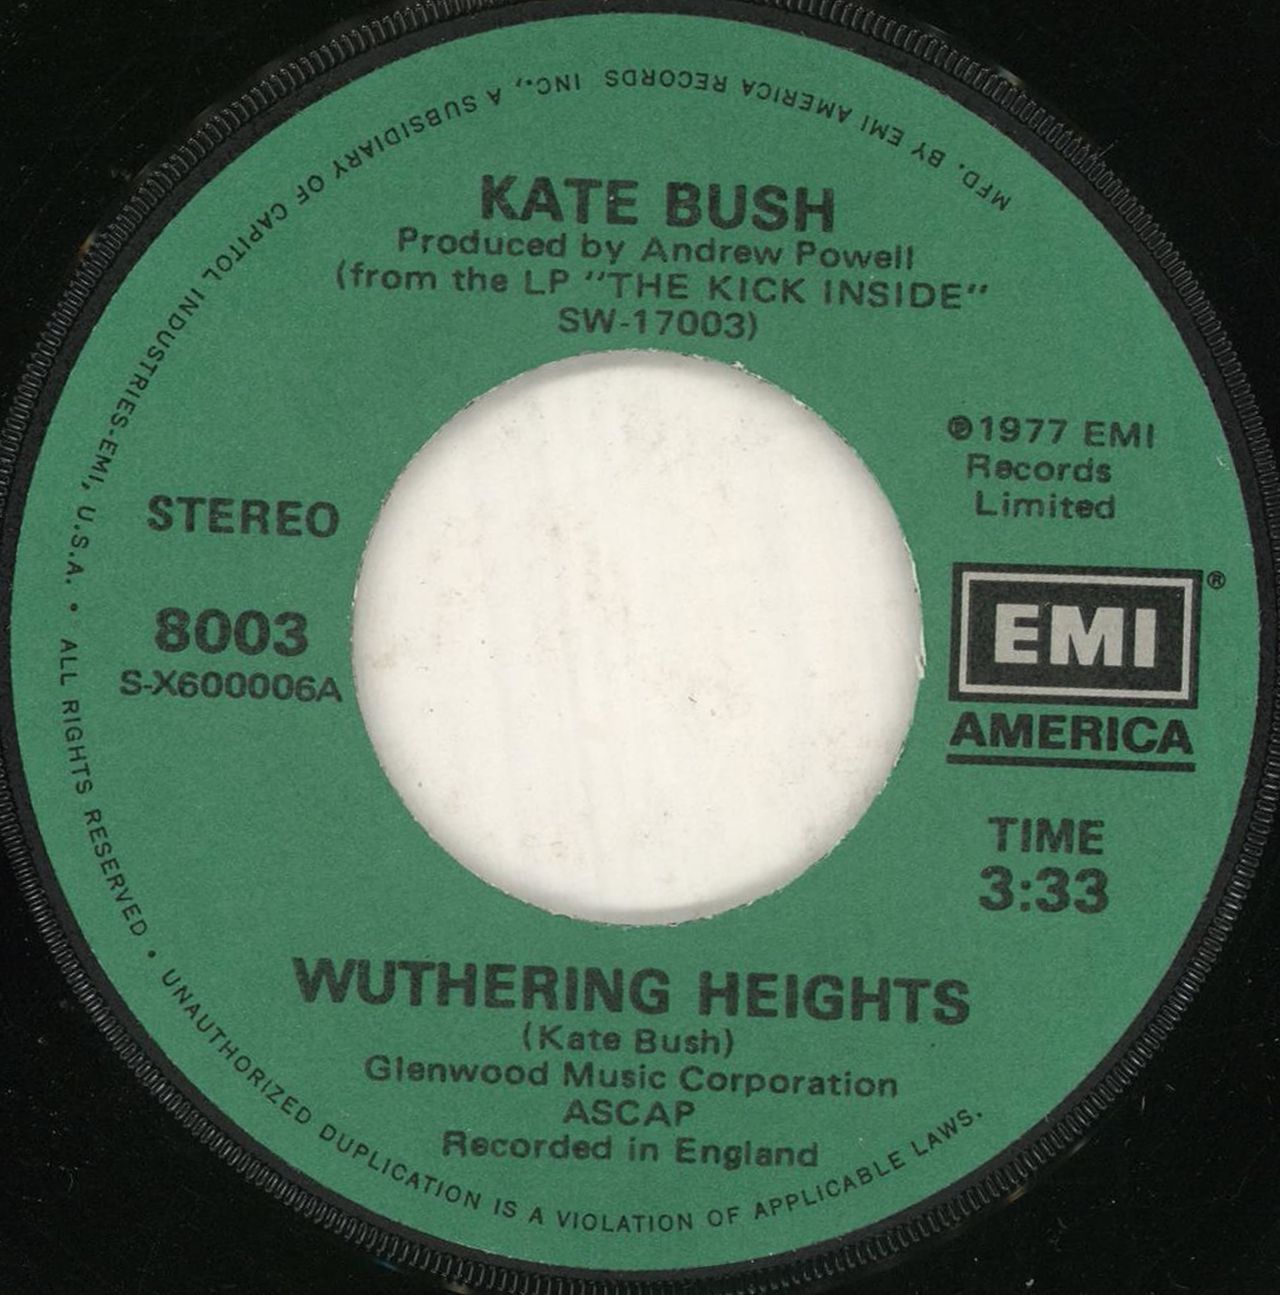 KATE BUSH
Produced by Andrew Powell
(from the LP "THE KICK INSIDE"
SW-17003)
℗1977 EMI
Records
Limited
STEREO
8003
S-X600006A
EMI®
AMERICA
TIME
3:33
WUTHERING HEIGHTS
(Kate Bush)
Glenwood Music Corporation
ASCAP
Recorded in England
MFD. BY EMI AMERICA RECORDS INC., A SUBSIDIARY OF CAPITOL INDUSTRIES-EMI, U.S.A. • ALL RIGHTS RESERVED • UNAUTHORIZED DUPLICATION IS A VIOLATION OF APPLICABLE LAWS.